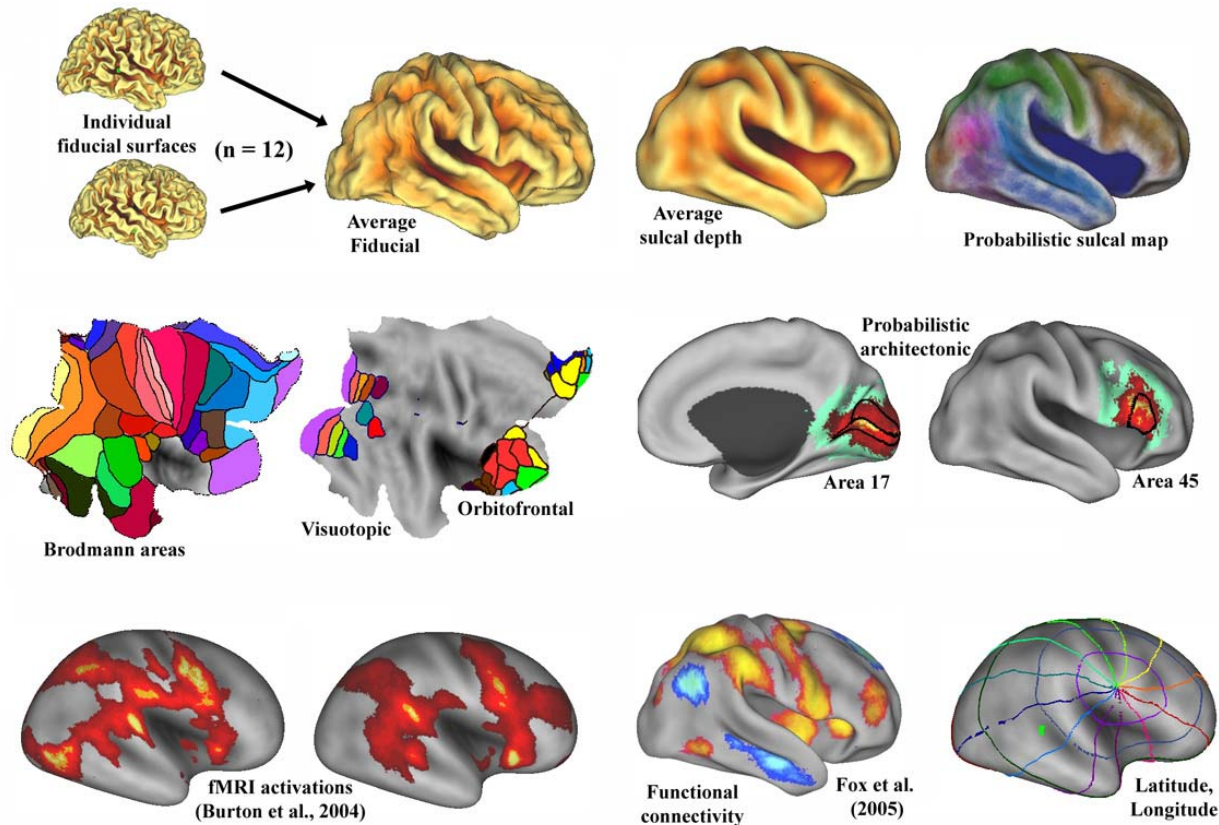 Individual
fiducial surfaces
(n = 12)
Average
Fiducial
Average
sulcal depth
Probabilistic sulcal map
Brodmann areas
Visuotopic
Orbitofrontal
Probabilistic
architectonic
Area 17
Area 45
fMRI activations
(Burton et al., 2004)
Functional
connectivity
Fox et al.
(2005)
Latitude,
Longitude